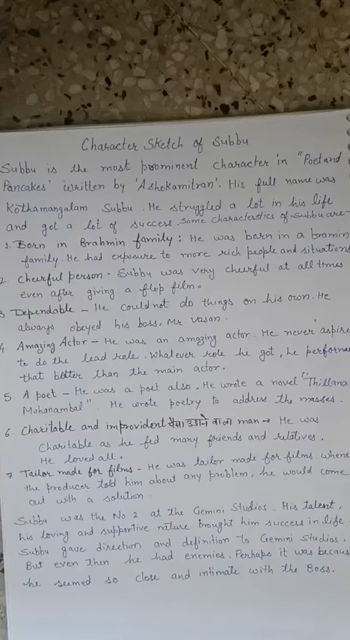 Character Sketch of Subbu
Subbu is the most prominent character in "Poet and
Pancakes" written by 'Ashokamitran'. His full name was
Kothamangalam Subbu. He struggled a lot in his life
and got a lot of success. Some characterstics of Subbu are-
1. Born in Brahmin family: He was born in a bramin
family. He had exposure to more rich people and situations
2. Cheerful person - Subbu was very cheerful at all times
even after giving a flop film.
3. Dependable - He could not do things on his own. He
always obeyed his boss, Mr Vasan.
4. Amazing Actor - He was an amazing actor. He never aspire
to do the lead role. Whatever role he got, he performe
that better than the main actor.
5. A poet - He was a poet also. He wrote a novel "Thillana
Mohanambal". He wrote poetry to address the masses.
6. Charitable and improvident पैसा उड़ाने वाला man → He was
Charitable as he fed many friends and relatives.
He loved all.
7. Tailor made for films - He was tailor made for films. whene
the producer told him about any problem, he would come
out with a solution.
Subbu was the No 2 at the Gemini Studios. His talent,
his loving and supportive nature brought him success in life.
Subbu gave direction and definition to Gemini Studios.
But even then he had enemies. Perhaps it was becaus
he seemed so close and intimate with the Boss.